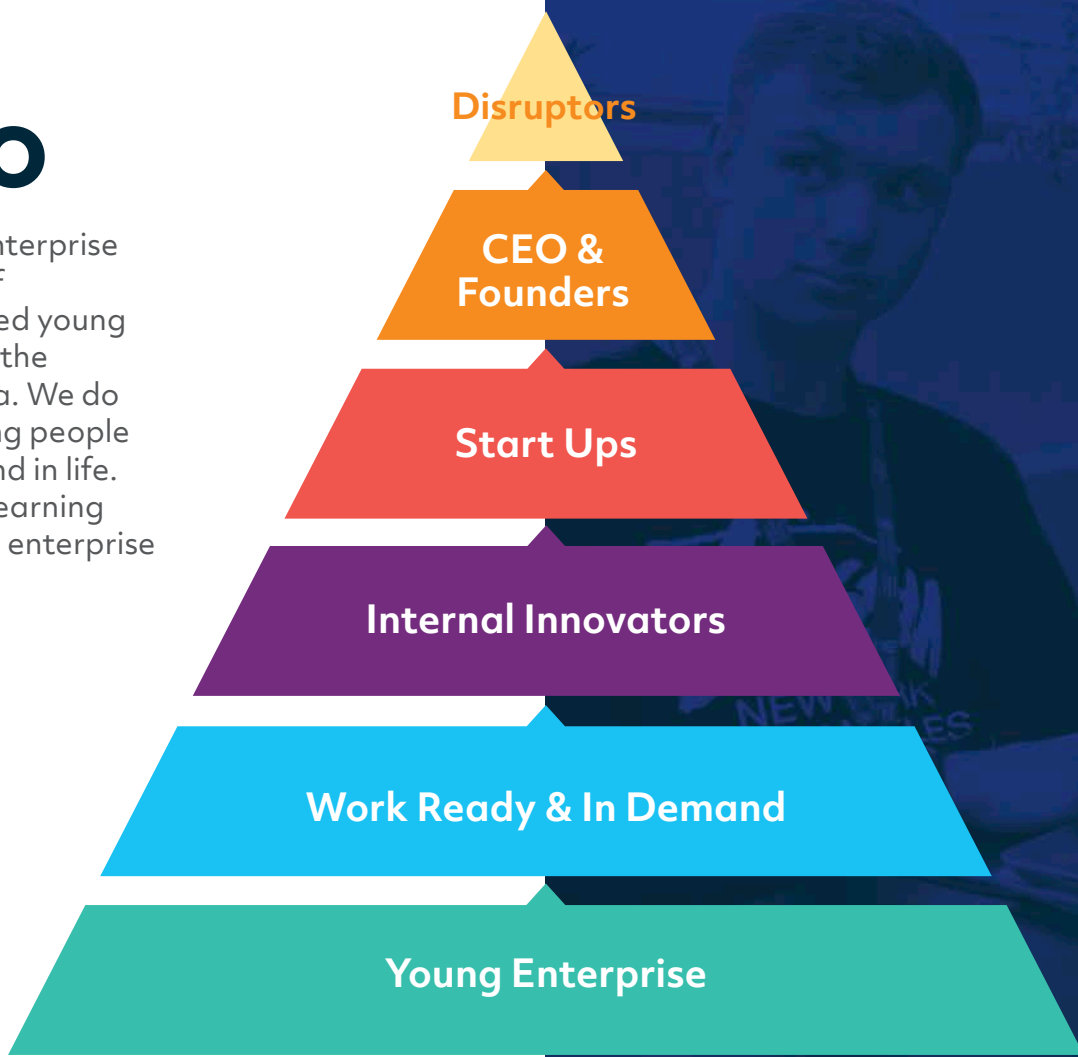 o
nterprise
f
ed young
the
a. We do
ng people
nd in life.
earning
enterprise
Disruptors
CEO &
Founders
Start Ups
Internal Innovators
Work Ready & In Demand
Young Enterprise
NEW